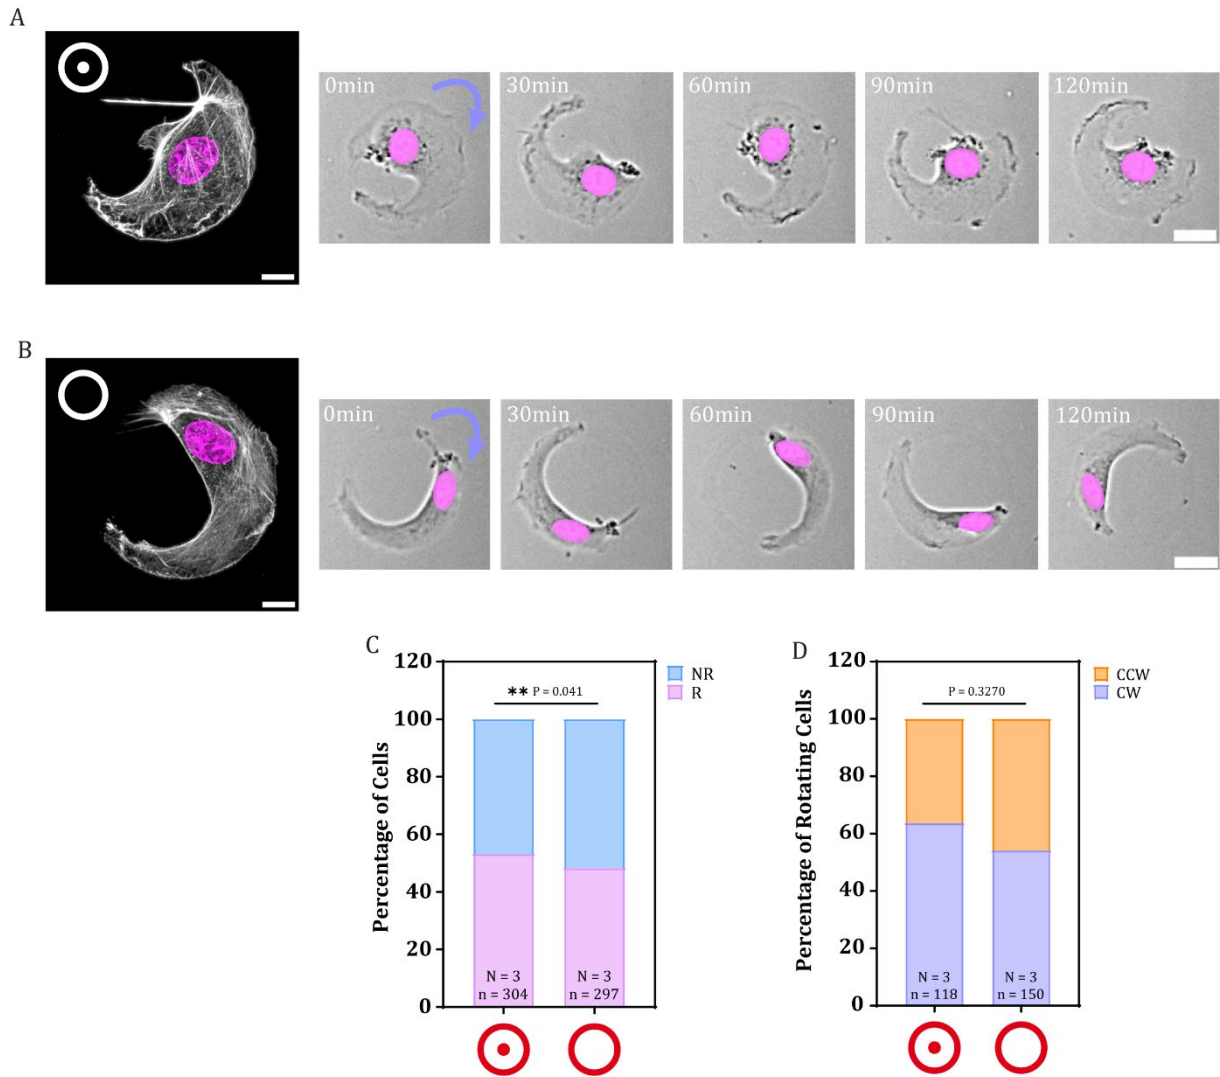 A
0min
30min
60min
90min
120min
B
0min
30min
60min
90min
120min
C
120
100
80
60
40
20
0
Percentage of Cells
** P = 0.041
NR
R
N = 3
n = 304
N = 3
n = 297
D
120
100
80
60
40
20
0
Percentage of Rotating Cells
P = 0.3270
CCW
CW
N = 3
n = 118
N = 3
n = 150